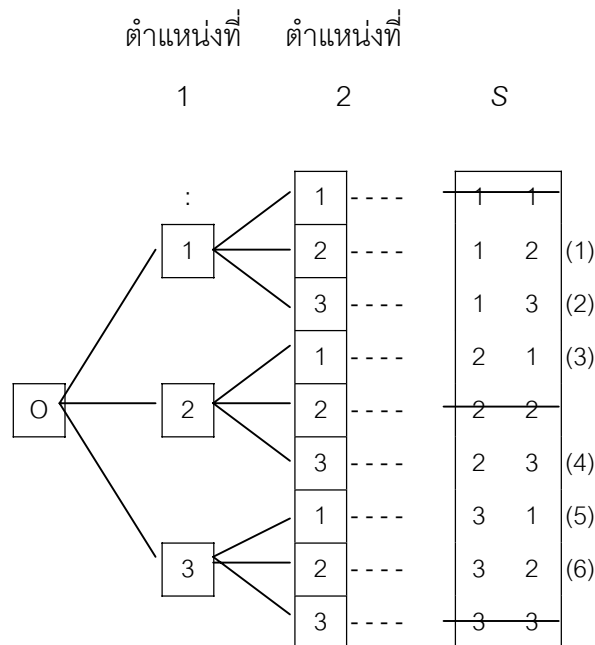 ตำแหน่งที่ ตำแหน่งที่
1 2 S
:
1 ---- 1 1
1 2 ---- 1 2 (1)
3 ---- 1 3 (2)
1 ---- 2 1 (3)
O 2 2 ---- 2 2
3 ---- 2 3 (4)
1 ---- 3 1 (5)
3 2 ---- 3 2 (6)
3 ---- 3 3